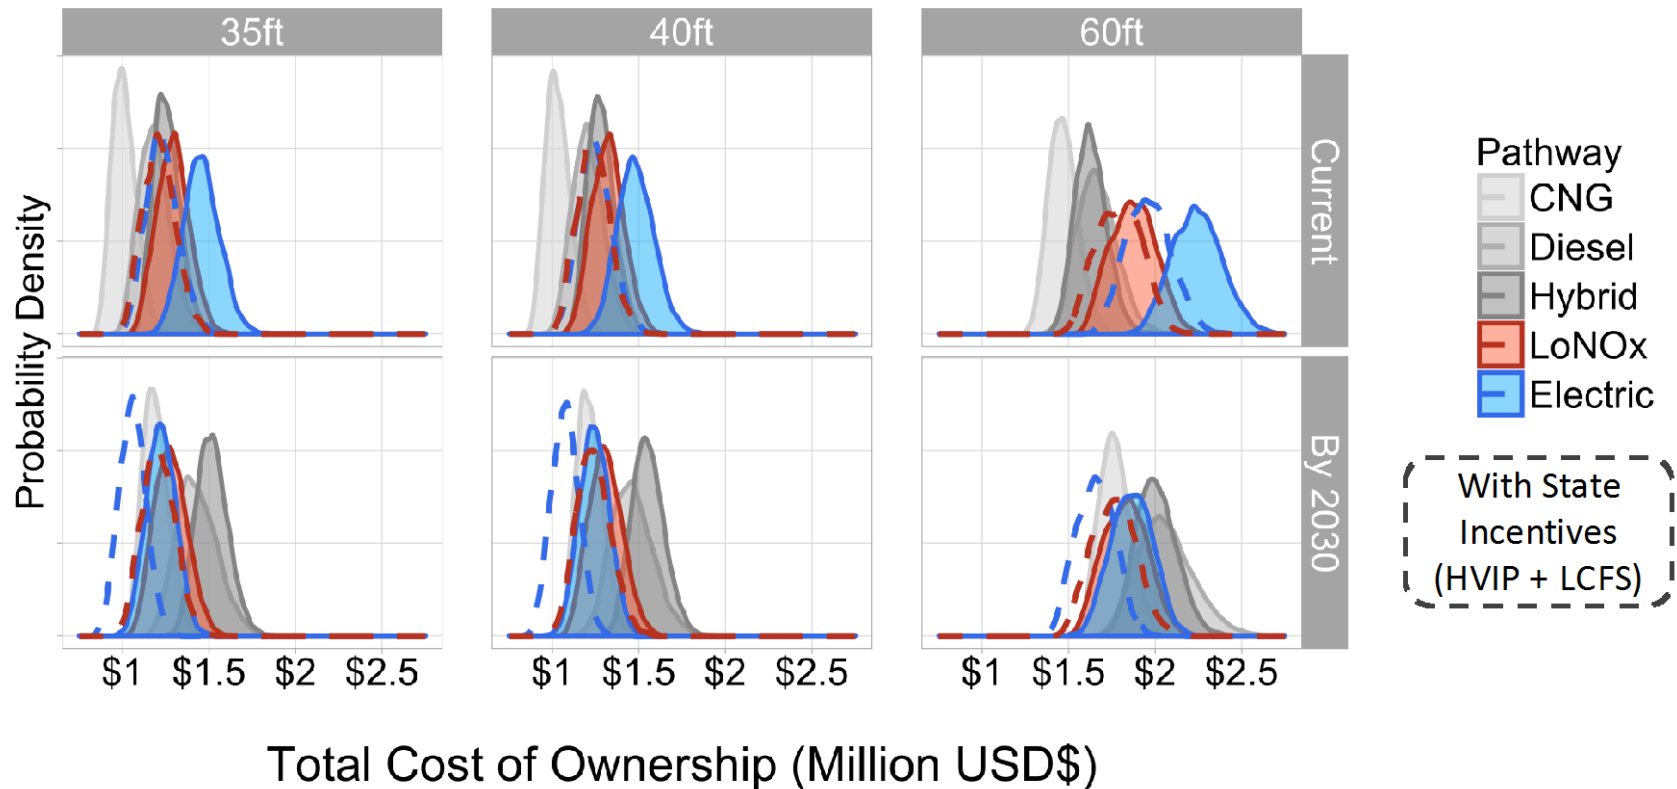 35ft
40ft
60ft
Current
By 2030
Probability Density
$1 $1.5 $2 $2.5
$1 $1.5 $2 $2.5
$1 $1.5 $2 $2.5
Total Cost of Ownership (Million USD$)
Pathway
CNG
Diesel
Hybrid
LoNOx
Electric
With State
Incentives
(HVIP + LCFS)